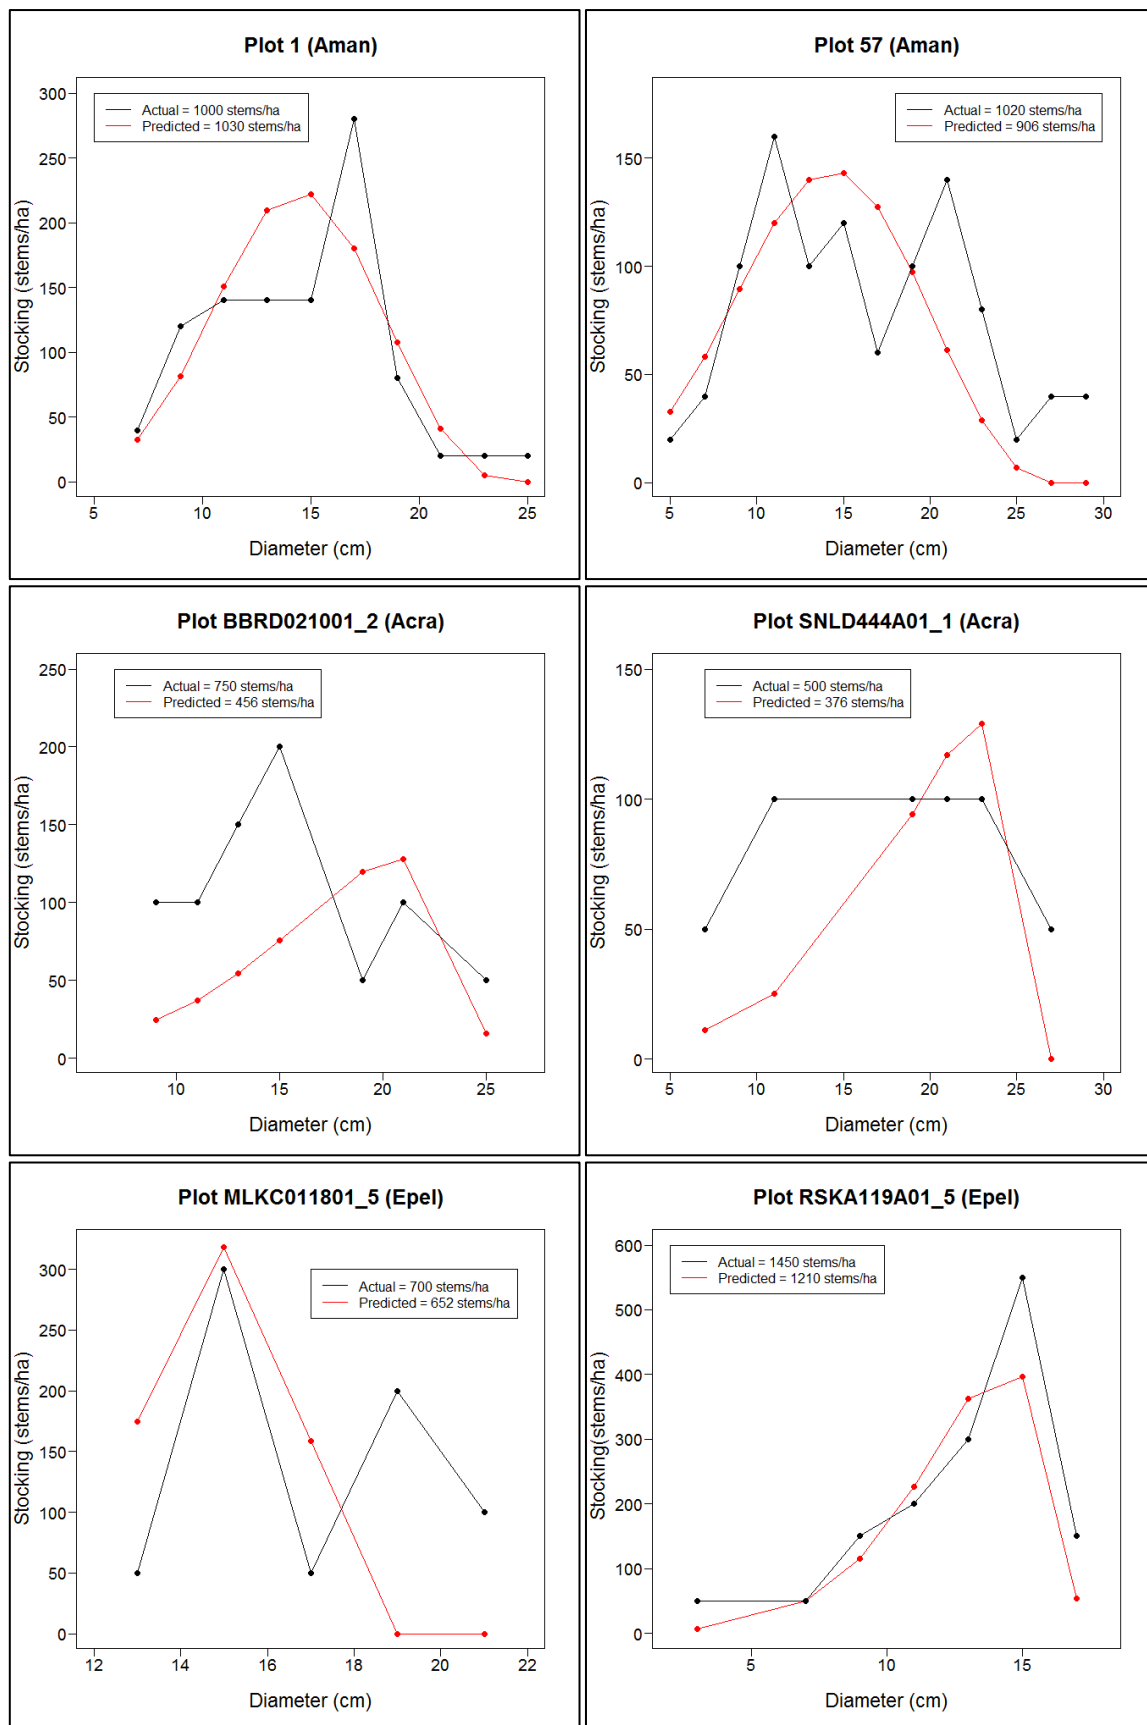 Plot 1 (Aman)
Actual = 1000 stems/ha
Predicted = 1030 stems/ha
Stocking (stems/ha)
300
250
200
150
100
50
0
5 10 15 20 25
Diameter (cm)
Plot 57 (Aman)
Actual = 1020 stems/ha
Predicted = 906 stems/ha
Stocking (stems/ha)
150
100
50
0
5 10 15 20 25 30
Diameter (cm)
Plot BBRD021001_2 (Acra)
Actual = 750 stems/ha
Predicted = 456 stems/ha
Stocking (stems/ha)
250
200
150
100
50
0
10 15 20 25
Diameter (cm)
Plot SNLD444A01_1 (Acra)
Actual = 500 stems/ha
Predicted = 376 stems/ha
Stocking (stems/ha)
150
100
50
0
5 10 15 20 25 30
Diameter (cm)
Plot MLKC011801_5 (Epel)
Actual = 700 stems/ha
Predicted = 652 stems/ha
Stocking (stems/ha)
300
250
200
150
100
50
0
12 14 16 18 20 22
Diameter (cm)
Plot RSKA119A01_5 (Epel)
Actual = 1450 stems/ha
Predicted = 1210 stems/ha
Stocking(stems/ha)
600
500
400
300
200
100
0
5 10 15
Diameter (cm)